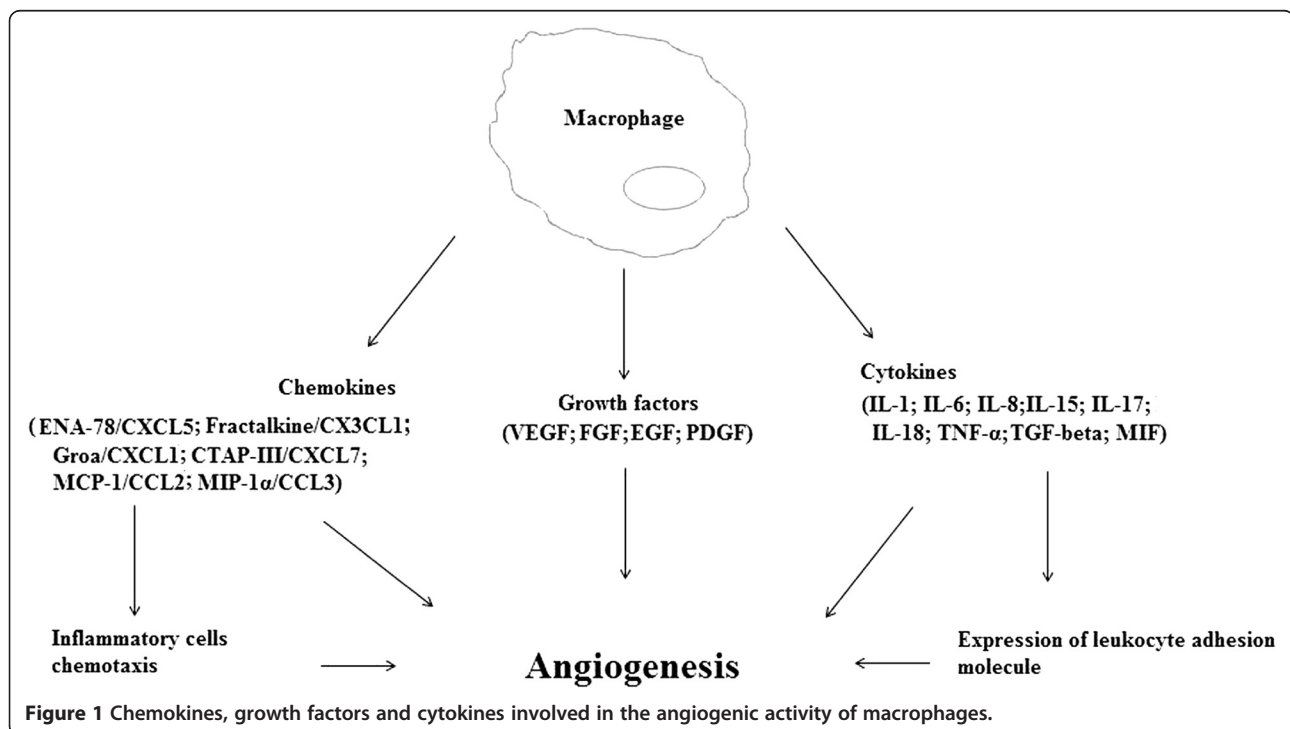 Macrophage
Chemokines
(ENA-78/CXCL5; Fractalkine/CX3CL1;
Groa/CXCL1; CTAP-III/CXCL7;
MCP-1/CCL2; MIP-1α/CCL3)
Growth factors
(VEGF; FGF; EGF; PDGF)
Cytokines
(IL-1; IL-6; IL-8;IL-15; IL-17;
IL-18; TNF-α;TGF-beta; MIF)
Inflammatory cells
chemotaxis
Angiogenesis
Expression of leukocyte adhesion
molecule
Figure 1 Chemokines, growth factors and cytokines involved in the angiogenic activity of macrophages.